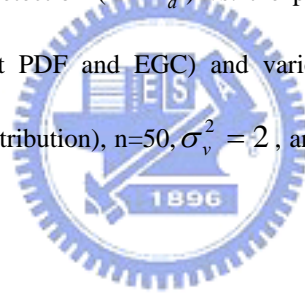 t PDF and EGC) and vari
tribution), n=50, σ_v^2 = 2 , an
E S
1896